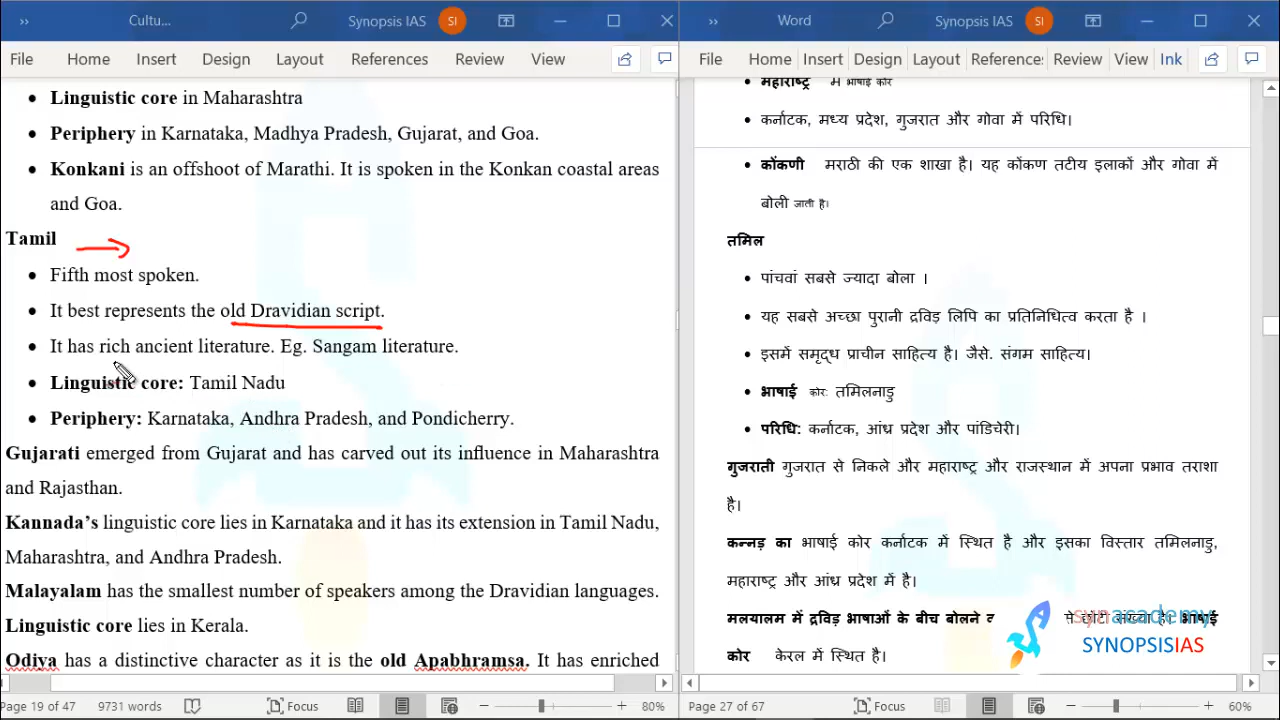 ›› Cultu... Synopsis IAS SI
File Home Insert Design Layout References Review View
Linguistic core in Maharashtra
Periphery in Karnataka, Madhya Pradesh, Gujarat, and Goa.
Konkani is an offshoot of Marathi. It is spoken in the Konkan coastal areas
and Goa.
Tamil
Fifth most spoken.
It best represents the old Dravidian script.
It has rich ancient literature. Eg. Sangam literature.
Linguistic core: Tamil Nadu
Periphery: Karnataka, Andhra Pradesh, and Pondicherry.
Gujarati emerged from Gujarat and has carved out its influence in Maharashtra
and Rajasthan.
Kannada's linguistic core lies in Karnataka and it has its extension in Tamil Nadu,
Maharashtra, and Andhra Pradesh.
Malayalam has the smallest number of speakers among the Dravidian languages.
Linguistic core lies in Kerala.
Odiya has a distinctive character as it is the old Apabhramsa. It has enriched
Page 19 of 47 9731 words Focus 80%
›› Word Synopsis IAS SI
File Home Insert Design Layout References Review View Ink
महाराष्ट्र में भाषाई कोर
कर्नाटक, मध्य प्रदेश, गुजरात और गोवा में परिधि।
कोंकणी मराठी की एक शाखा है। यह कोंकण तटीय इलाकों और गोवा में
बोली जाती है।
तमिल
पांचवां सबसे ज्यादा बोला ।
यह सबसे अच्छा पुरानी द्रविड़ लिपि का प्रतिनिधित्व करता है ।
इसमें समृद्ध प्राचीन साहित्य है। जैसे. संगम साहित्य।
भाषाई कोर: तमिलनाडु
परिधि: कर्नाटक, आंध्र प्रदेश और पांडिचेरी।
गुजराती गुजरात से निकले और महाराष्ट्र और राजस्थान में अपना प्रभाव तराशा
है।
कन्नड़ का भाषाई कोर कर्नाटक में स्थित है और इसका विस्तार तमिलनाडु,
महाराष्ट्र और आंध्र प्रदेश में है।
मलयालम में द्रविड़ भाषाओं के बीच बोलने से छोटी संख्या है। भाषाई
कोर केरल में स्थित है।
synacademy
SYNOPSISIAS
Page 27 of 67 Focus 60%